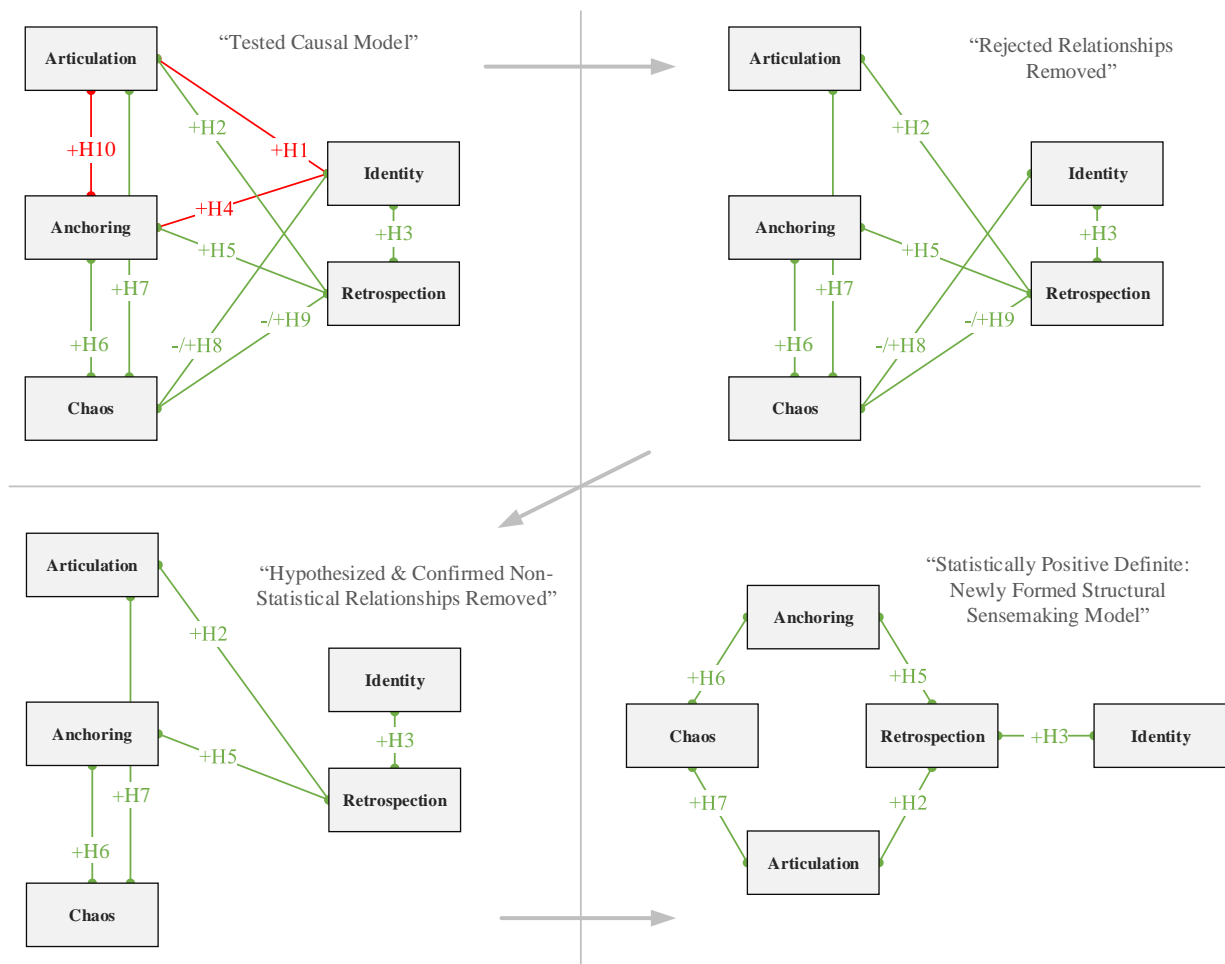 “Tested Causal Model”
Articulation
+H2
+H1
+H10
Identity
+H4
Anchoring
+H3
+H5
+H7
Retrospection
-/+H9
+H6
-/+H8
Chaos
“Rejected Relationships
Removed”
Articulation
+H2
Identity
Anchoring
+H3
+H5
+H7
Retrospection
-/+H9
+H6
-/+H8
Chaos
“Hypothesized & Confirmed Non-
Statistical Relationships Removed”
Articulation
+H2
Identity
Anchoring
+H3
+H5
+H7
Retrospection
+H6
Chaos
“Statistically Positive Definite:
Newly Formed Structural
Sensemaking Model”
Anchoring
+H6
+H5
Chaos
Retrospection
+H3
Identity
+H7
+H2
Articulation